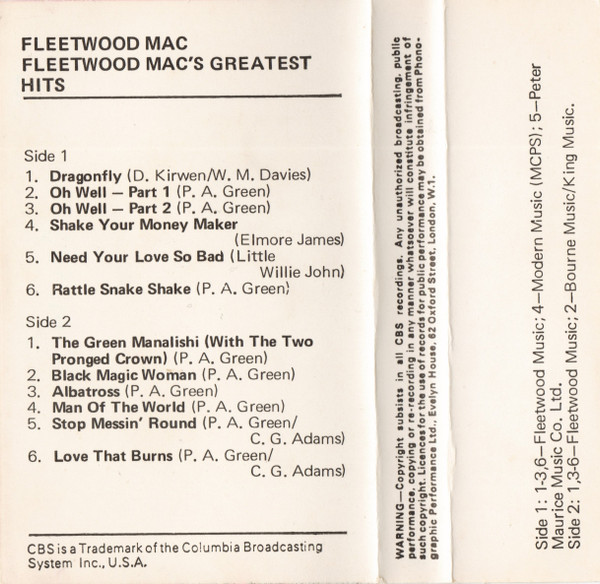 FLEETWOOD MAC
FLEETWOOD MAC'S GREATEST
HITS
Side 1
1. Dragonfly (D. Kirwen/W. M. Davies)
2. Oh Well — Part 1 (P. A. Green)
3. Oh Well — Part 2 (P. A. Green)
4. Shake Your Money Maker
(Elmore James)
5. Need Your Love So Bad (Little
Willie John)
6. Rattle Snake Shake (P. A. Green)
Side 2
1. The Green Manalishi (With The Two
Pronged Crown) (P. A. Green)
2. Black Magic Woman (P. A. Green)
3. Albatross (P. A. Green)
4. Man Of The World (P. A. Green)
5. Stop Messin' Round (P. A. Green/
C. G. Adams)
6. Love That Burns (P. A. Green/
C. G. Adams)
CBS is a Trademark of the Columbia Broadcasting
System Inc., U.S.A.
WARNING—Copyright subsists in all CBS recordings. Any unauthorized broadcasting, public
performance, copying or re-recording in any manner whatsoever will constitute infringement of
such copyright. Licences for the use of records for public performance may be obtained from Phono-
graphic Performance Ltd., Evelyn House, 62 Oxford Street, London, W.1.
Side 1: 1-3,6—Fleetwood Music; 4—Modern Music (MCPS); 5—Peter
Maurice Music Co. Ltd.
Side 2: 1,3-6—Fleetwood Music; 2—Bourne Music/King Music.